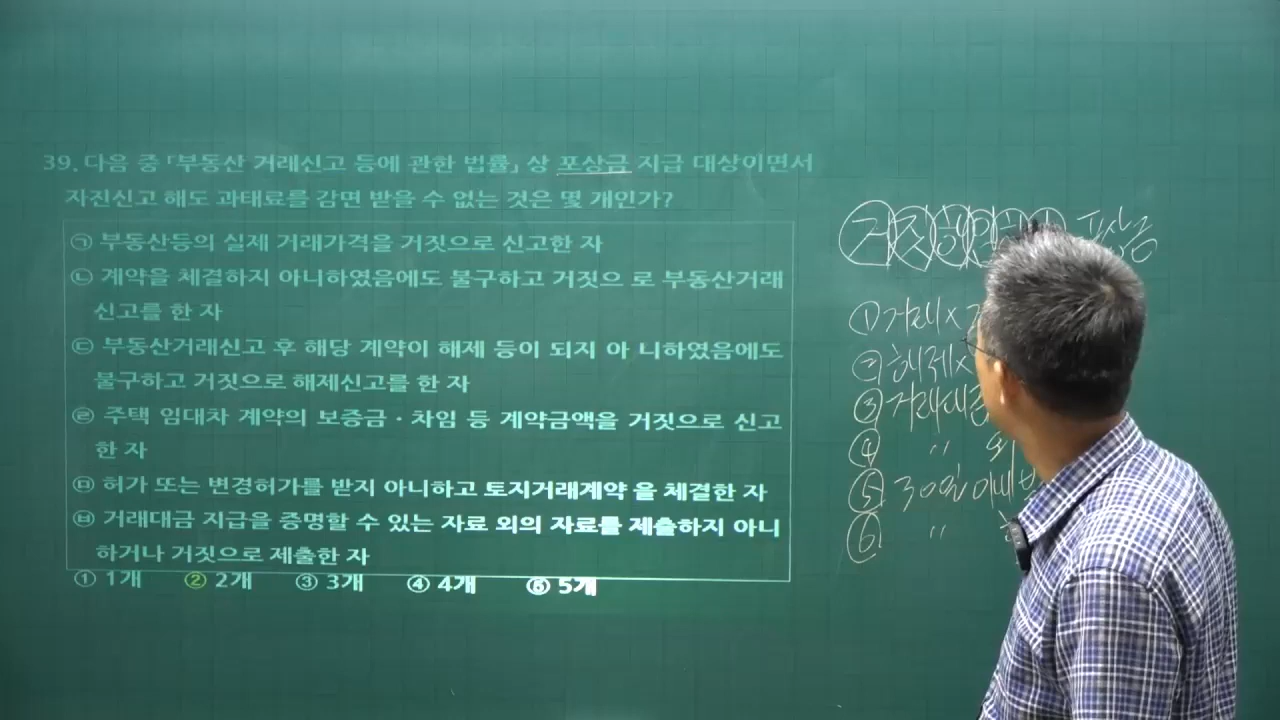 39. 다음 중 「부동산 거래신고 등에 관한 법률」 상 포상금 지급 대상이면서
자진신고 해도 과태료를 감면 받을 수 없는 것은 몇 개인가?
㉠ 부동산등의 실제 거래가격을 거짓으로 신고한 자
㉡ 계약을 체결하지 아니하였음에도 불구하고 거짓으 로 부동산거래
신고를 한 자
㉢ 부동산거래신고 후 해당 계약이 해제 등이 되지 아 니하였음에도
불구하고 거짓으로 해제신고를 한 자
㉣ 주택 임대차 계약의 보증금·차임 등 계약금액을 거짓으로 신고
한 자
㉤ 허가 또는 변경허가를 받지 아니하고 토지거래계약 을 체결한 자
㉥ 거래대금 지급을 증명할 수 있는 자료 외의 자료를 제출하지 아니
하거나 거짓으로 제출한 자
① 1개 ② 2개 ③ 3개 ④ 4개 ⑤ 5개
포상금
① 거래×
② 해제×
③ 거래대금
④ 〃 외
⑤ 30일 이내
⑥ 〃